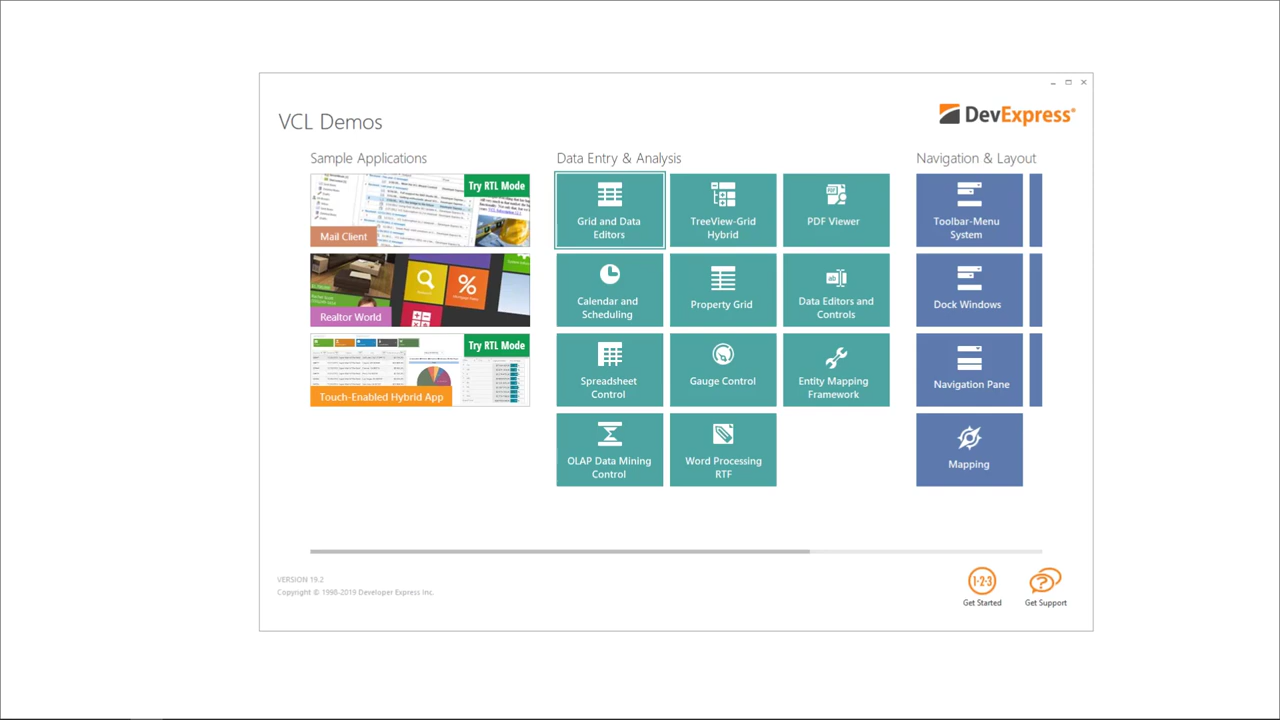 VCL Demos
DevExpress®
Sample Applications
Data Entry & Analysis
Navigation & Layout
Try RTL Mode
Mail Client
Realtor World
Try RTL Mode
Touch-Enabled Hybrid App
Grid and Data
Editors
TreeView-Grid
Hybrid
PDF Viewer
Calendar and
Scheduling
Property Grid
Data Editors and
Controls
Spreadsheet
Control
Gauge Control
Entity Mapping
Framework
OLAP Data Mining
Control
Word Processing
RTF
Toolbar-Menu
System
Dock Windows
Navigation Pane
Mapping
VERSION 19.2
Copyright © 1998-2019 Developer Express Inc.
1·2·3
Get Started
?
Get Support